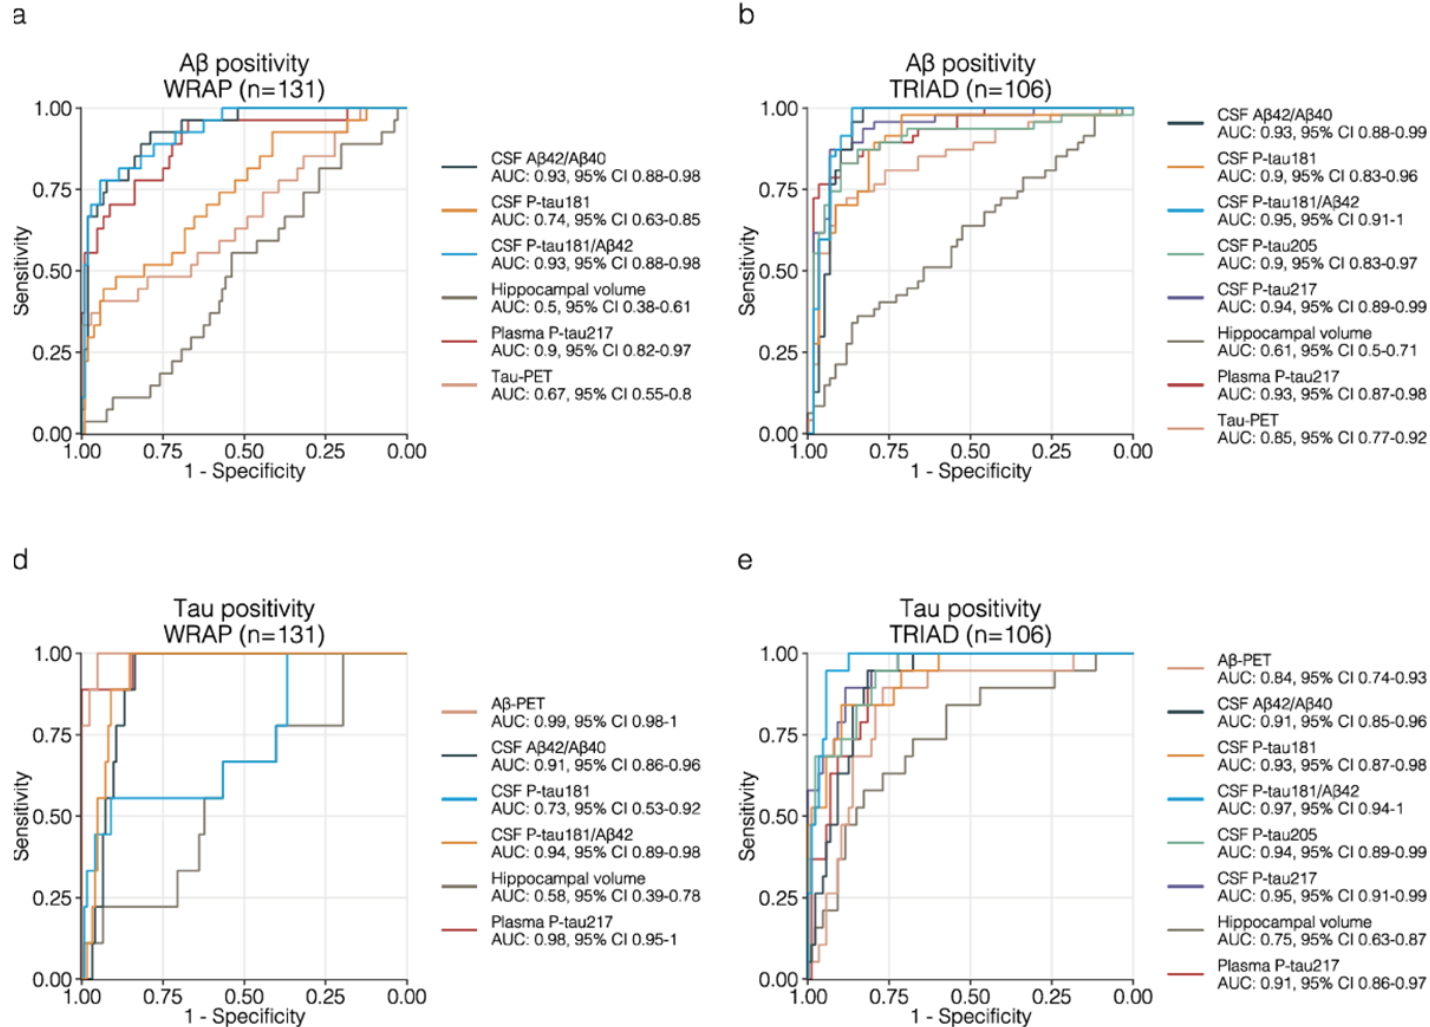 a
Aβ positivity
WRAP (n=131)
1.00
0.75
0.50
0.25
0.00
Sensitivity
1.00 0.75 0.50 0.25 0.00
1 - Specificity
CSF Aβ42/Aβ40
AUC: 0.93, 95% CI 0.88-0.98
CSF P-tau181
AUC: 0.74, 95% CI 0.63-0.85
CSF P-tau181/Aβ42
AUC: 0.93, 95% CI 0.88-0.98
Hippocampal volume
AUC: 0.5, 95% CI 0.38-0.61
Plasma P-tau217
AUC: 0.9, 95% CI 0.82-0.97
Tau-PET
AUC: 0.67, 95% CI 0.55-0.8
b
Aβ positivity
TRIAD (n=106)
1.00
0.75
0.50
0.25
0.00
Sensitivity
1.00 0.75 0.50 0.25 0.00
1 - Specificity
CSF Aβ42/Aβ40
AUC: 0.93, 95% CI 0.88-0.99
CSF P-tau181
AUC: 0.9, 95% CI 0.83-0.96
CSF P-tau181/Aβ42
AUC: 0.95, 95% CI 0.91-1
CSF P-tau205
AUC: 0.9, 95% CI 0.83-0.97
CSF P-tau217
AUC: 0.94, 95% CI 0.89-0.99
Hippocampal volume
AUC: 0.61, 95% CI 0.5-0.71
Plasma P-tau217
AUC: 0.93, 95% CI 0.87-0.98
Tau-PET
AUC: 0.85, 95% CI 0.77-0.92
d
Tau positivity
WRAP (n=131)
1.00
0.75
0.50
0.25
0.00
Sensitivity
1.00 0.75 0.50 0.25 0.00
1 - Specificity
Aβ-PET
AUC: 0.99, 95% CI 0.98-1
CSF Aβ42/Aβ40
AUC: 0.91, 95% CI 0.86-0.96
CSF P-tau181
AUC: 0.73, 95% CI 0.53-0.92
CSF P-tau181/Aβ42
AUC: 0.94, 95% CI 0.89-0.98
Hippocampal volume
AUC: 0.58, 95% CI 0.39-0.78
Plasma P-tau217
AUC: 0.98, 95% CI 0.95-1
e
Tau positivity
TRIAD (n=106)
1.00
0.75
0.50
0.25
0.00
Sensitivity
1.00 0.75 0.50 0.25 0.00
1 - Specificity
Aβ-PET
AUC: 0.84, 95% CI 0.74-0.93
CSF Aβ42/Aβ40
AUC: 0.91, 95% CI 0.85-0.96
CSF P-tau181
AUC: 0.93, 95% CI 0.87-0.98
CSF P-tau181/Aβ42
AUC: 0.97, 95% CI 0.94-1
CSF P-tau205
AUC: 0.94, 95% CI 0.89-0.99
CSF P-tau217
AUC: 0.95, 95% CI 0.91-0.99
Hippocampal volume
AUC: 0.75, 95% CI 0.63-0.87
Plasma P-tau217
AUC: 0.91, 95% CI 0.86-0.97